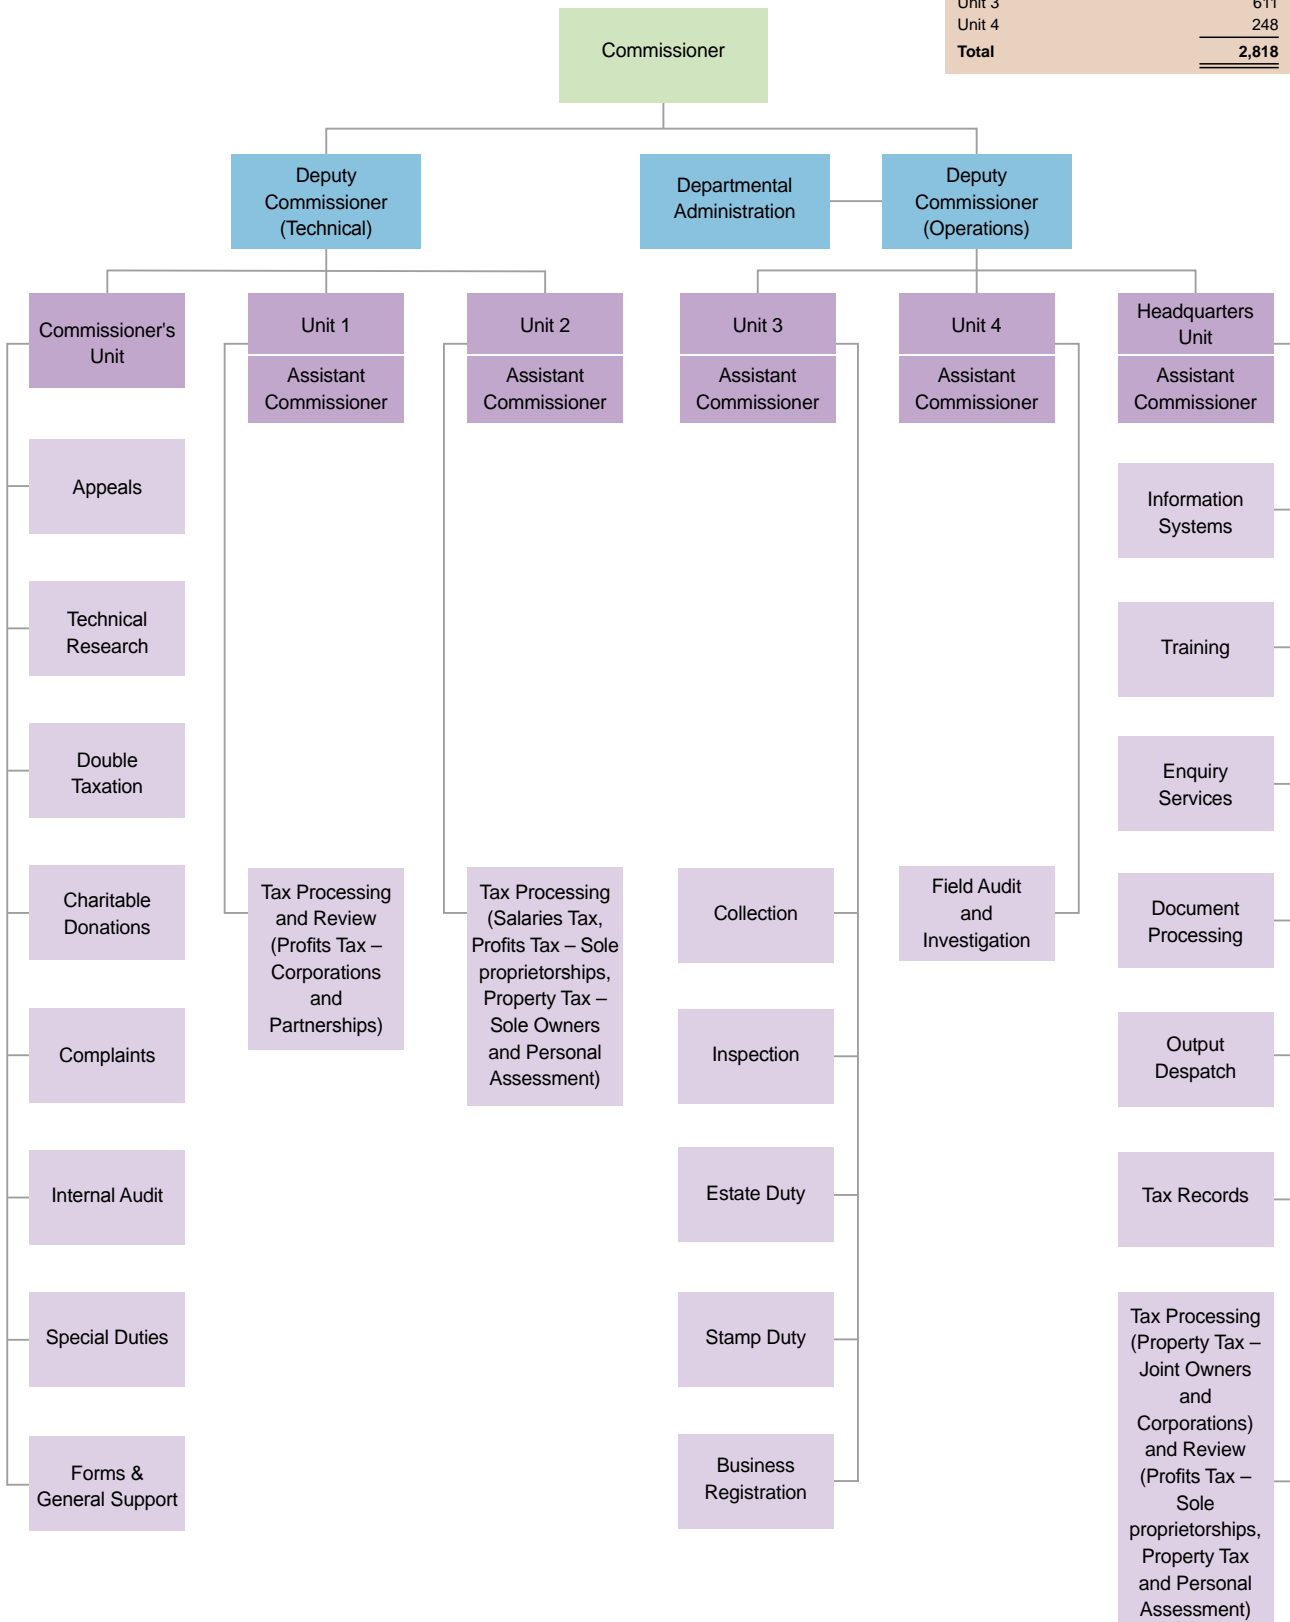 Unit 3 611
Unit 4 248
Total 2,818
Commissioner
Deputy
Commissioner
(Technical)
Departmental
Administration
Deputy
Commissioner
(Operations)
Commissioner's
Unit
Unit 1
Assistant
Commissioner
Unit 2
Assistant
Commissioner
Unit 3
Assistant
Commissioner
Unit 4
Assistant
Commissioner
Headquarters
Unit
Assistant
Commissioner
Appeals
Technical
Research
Double
Taxation
Charitable
Donations
Complaints
Internal Audit
Special Duties
Forms &
General Support
Tax Processing
and Review
(Profits Tax –
Corporations
and
Partnerships)
Tax Processing
(Salaries Tax,
Profits Tax – Sole
proprietorships,
Property Tax –
Sole Owners
and Personal
Assessment)
Collection
Inspection
Estate Duty
Stamp Duty
Business
Registration
Field Audit
and
Investigation
Information
Systems
Training
Enquiry
Services
Document
Processing
Output
Despatch
Tax Records
Tax Processing
(Property Tax –
Joint Owners
and
Corporations)
and Review
(Profits Tax –
Sole
proprietorships,
Property Tax
and Personal
Assessment)